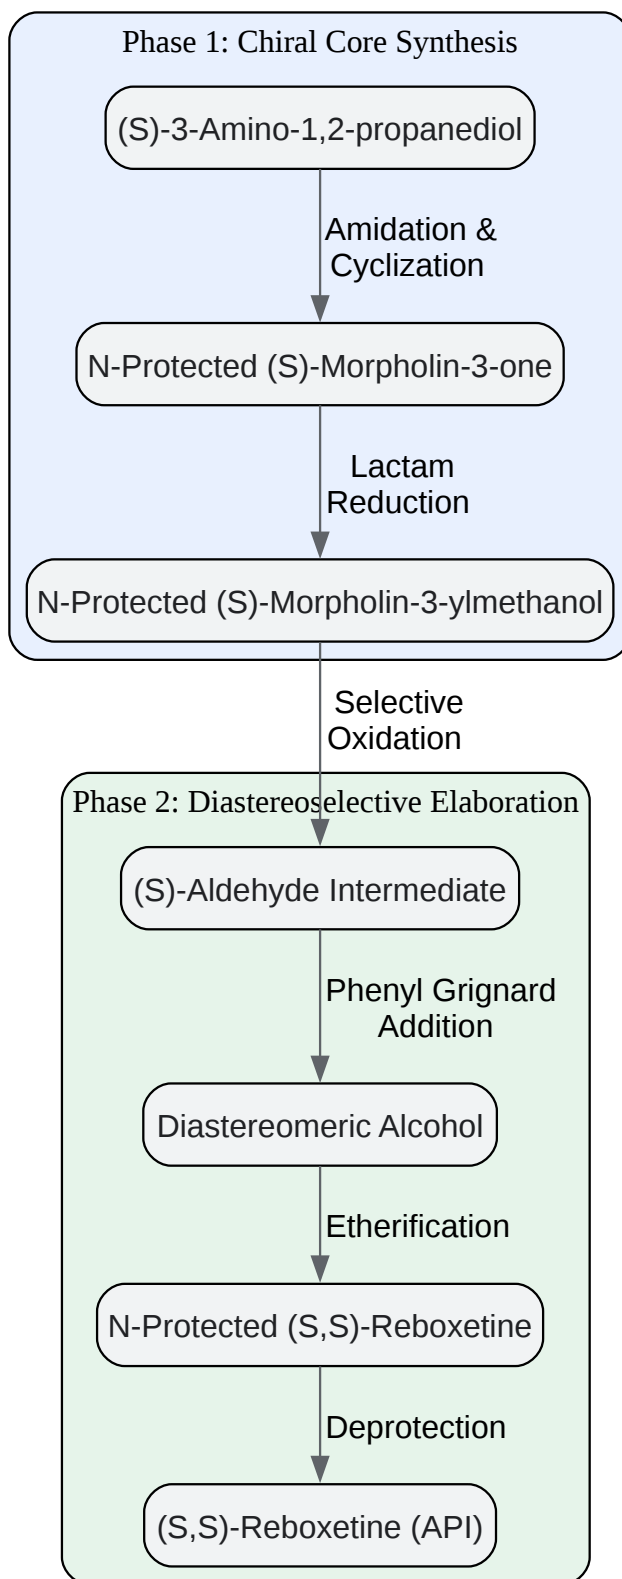 Phase 1: Chiral Core Synthesis
(S)-3-Amino-1,2-propanediol
Amidation &
Cyclization
N-Protected (S)-Morpholin-3-one
Lactam
Reduction
N-Protected (S)-Morpholin-3-ylmethanol
Selective
Oxidation
Phase 2: Diastereoselective Elaboration
(S)-Aldehyde Intermediate
Phenyl Grignard
Addition
Diastereomeric Alcohol
Etherification
N-Protected (S,S)-Reboxetine
Deprotection
(S,S)-Reboxetine (API)